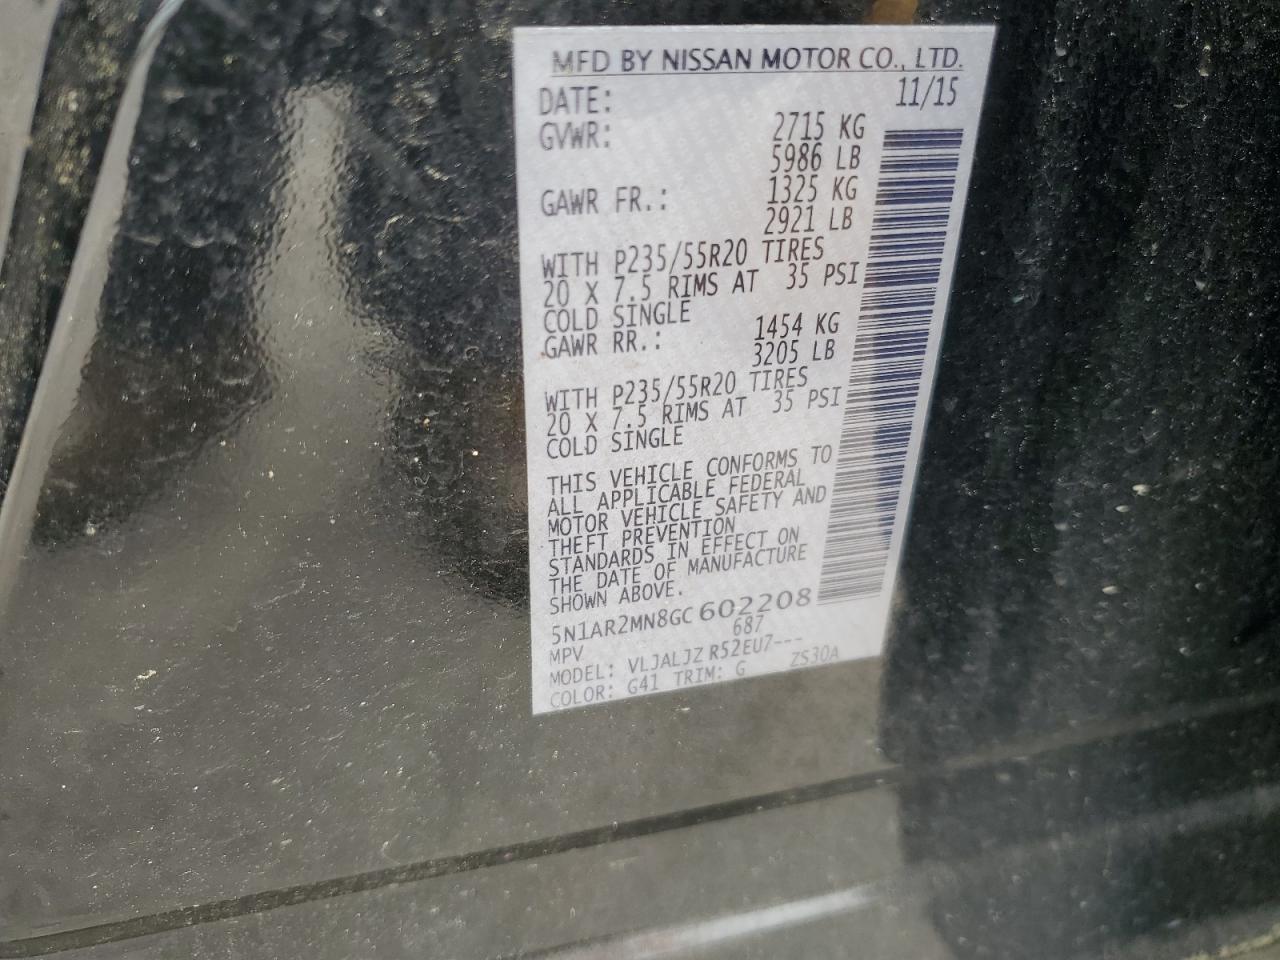 MFD BY NISSAN MOTOR CO., LTD.
DATE: 11/15
GVWR: 2715 KG
5986 LB
GAWR FR.: 1325 KG
2921 LB
WITH P235/55R20 TIRES
20 X 7.5 RIMS AT 35 PSI
COLD SINGLE
GAWR RR.: 1454 KG
3205 LB
WITH P235/55R20 TIRES
20 X 7.5 RIMS AT 35 PSI
COLD SINGLE
THIS VEHICLE CONFORMS TO
ALL APPLICABLE FEDERAL
MOTOR VEHICLE SAFETY AND
THEFT PREVENTION
STANDARDS IN EFFECT ON
THE DATE OF MANUFACTURE
SHOWN ABOVE.
5N1AR2MN8GC602208
MPV 687
MODEL: VLJALJZ R52EU7---
COLOR: G41 TRIM: G ZS30A